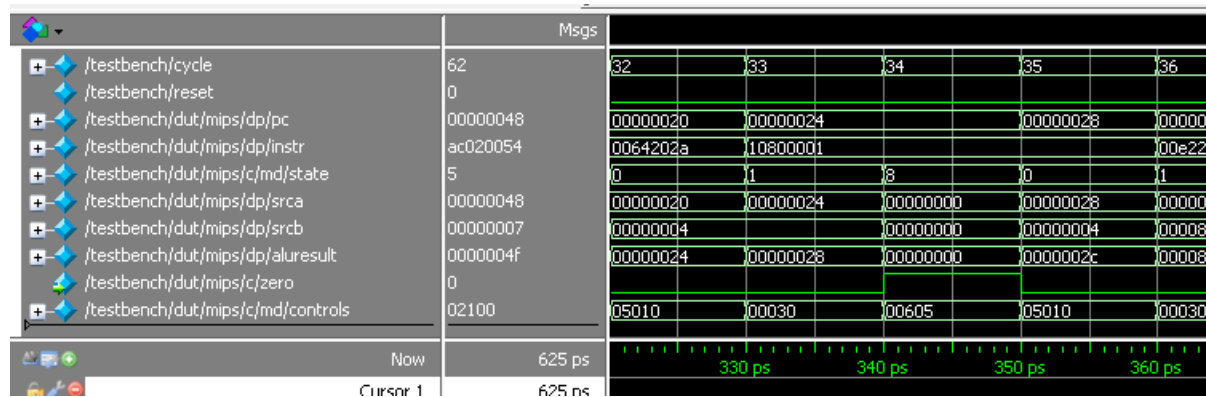 Msgs
/testbench/cycle 62 32 33 34 35 36
/testbench/reset 0
/testbench/dut/mips/dp/pc 00000048 00000020 00000024 00000028 00000
/testbench/dut/mips/dp/instr ac020054 0064202a 10800001 00e22
/testbench/dut/mips/c/md/state 5 0 1 8 0 1
/testbench/dut/mips/dp/srca 00000048 00000020 00000024 00000000 00000028 00000
/testbench/dut/mips/dp/srcb 00000007 00000004 00000000 00000004 00008
/testbench/dut/mips/dp/aluresult 0000004f 00000024 00000028 00000000 0000002c 00008
/testbench/dut/mips/c/zero 0
/testbench/dut/mips/c/md/controls 02100 05010 00030 00605 05010 00030
Now 625 ps 330 ps 340 ps 350 ps 360 ps
Cursor 1 625 ps